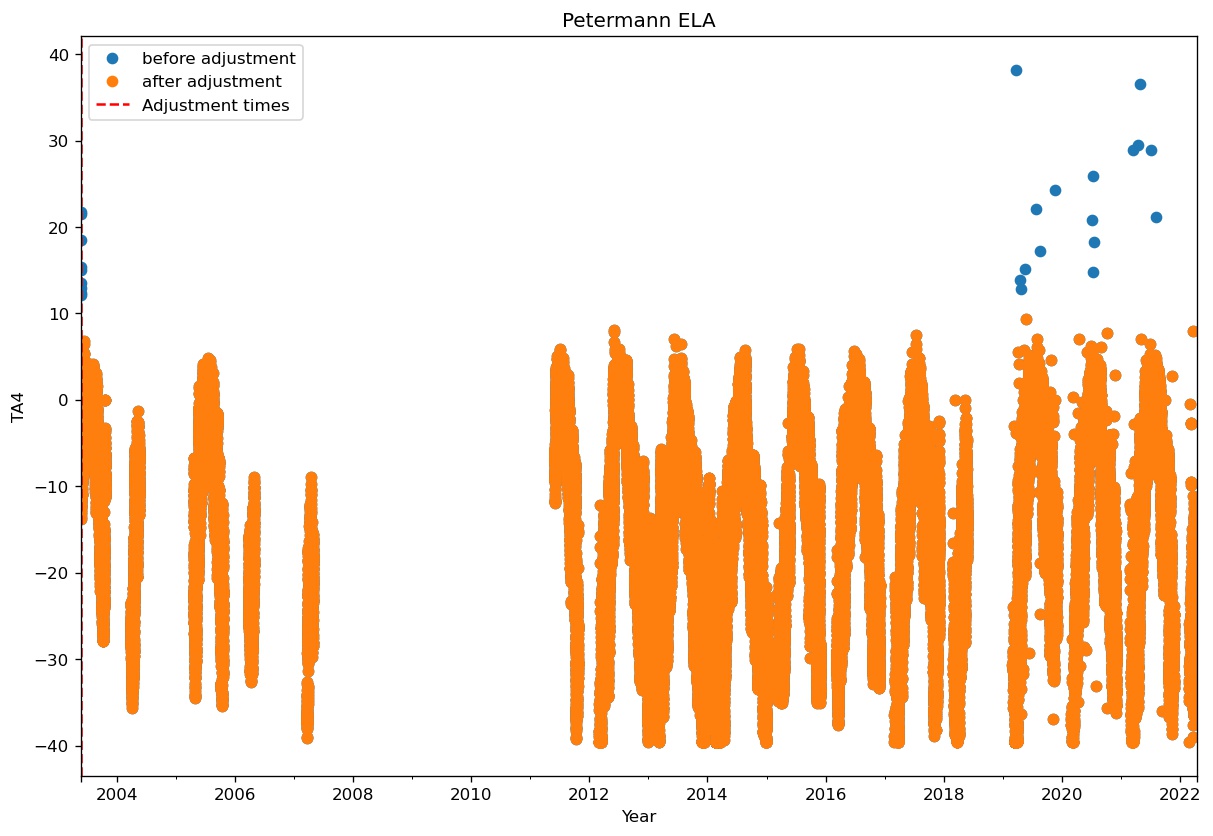 Petermann ELA
before adjustment
after adjustment
Adjustment times
40
30
20
10
0
−10
−20
−30
−40
TA4
2004 2006 2008 2010 2012 2014 2016 2018 2020 2022
Year